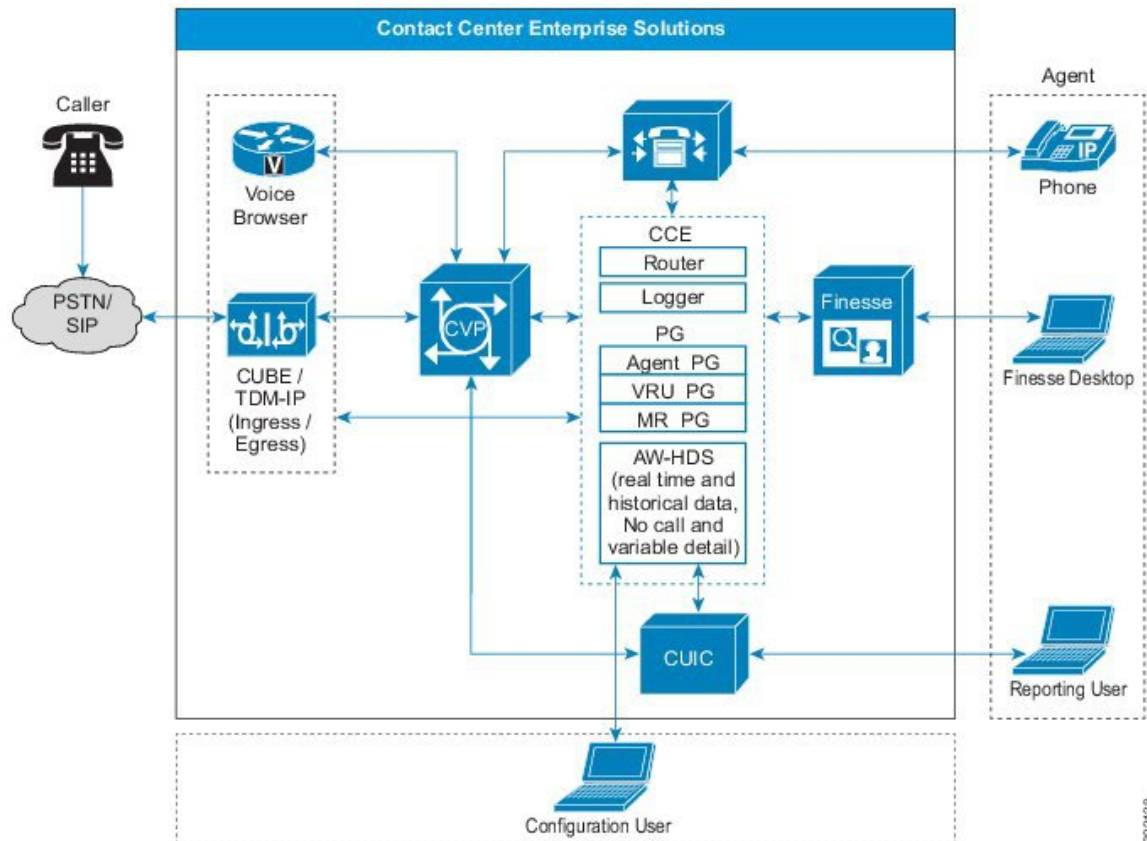 Contact Center Enterprise Solutions
Caller
PSTN/
SIP
V
Voice
Browser
CUBE /
TDM-IP
(Ingress /
Egress)
CVP
CCE
Router
Logger
PG
Agent PG
VRU PG
MR PG
AW-HDS
(real time and
historical data,
No call and
variable detail)
Finesse
CUIC
Agent
IP
Phone
Finesse Desktop
Reporting User
Configuration User